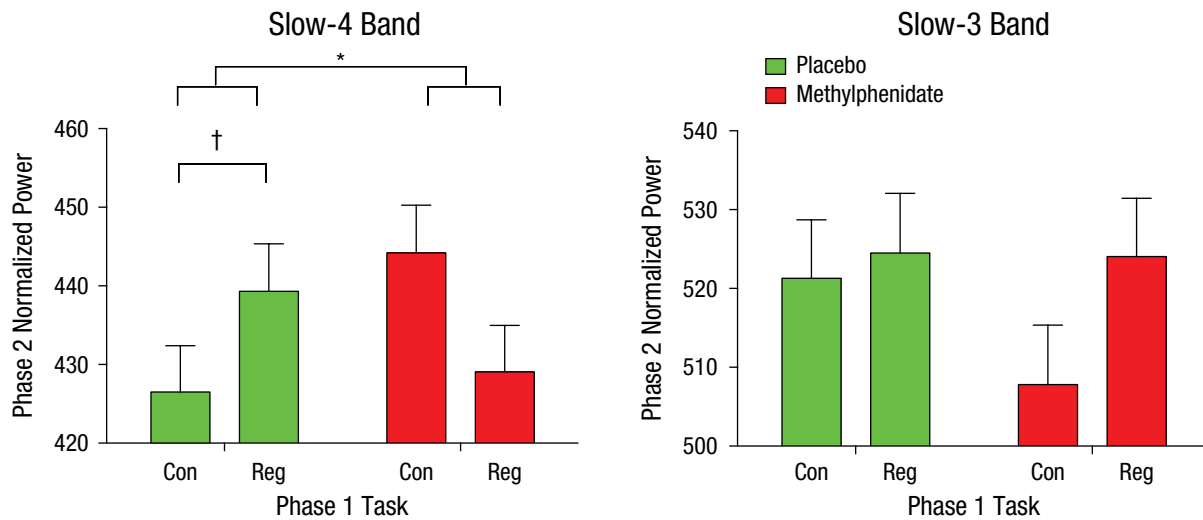 Slow-4 Band
*
†
Phase 2 Normalized Power
460
450
440
430
420
Con Reg Con Reg
Phase 1 Task
Slow-3 Band
Placebo
Methylphenidate
Phase 2 Normalized Power
540
530
520
510
500
Con Reg Con Reg
Phase 1 Task